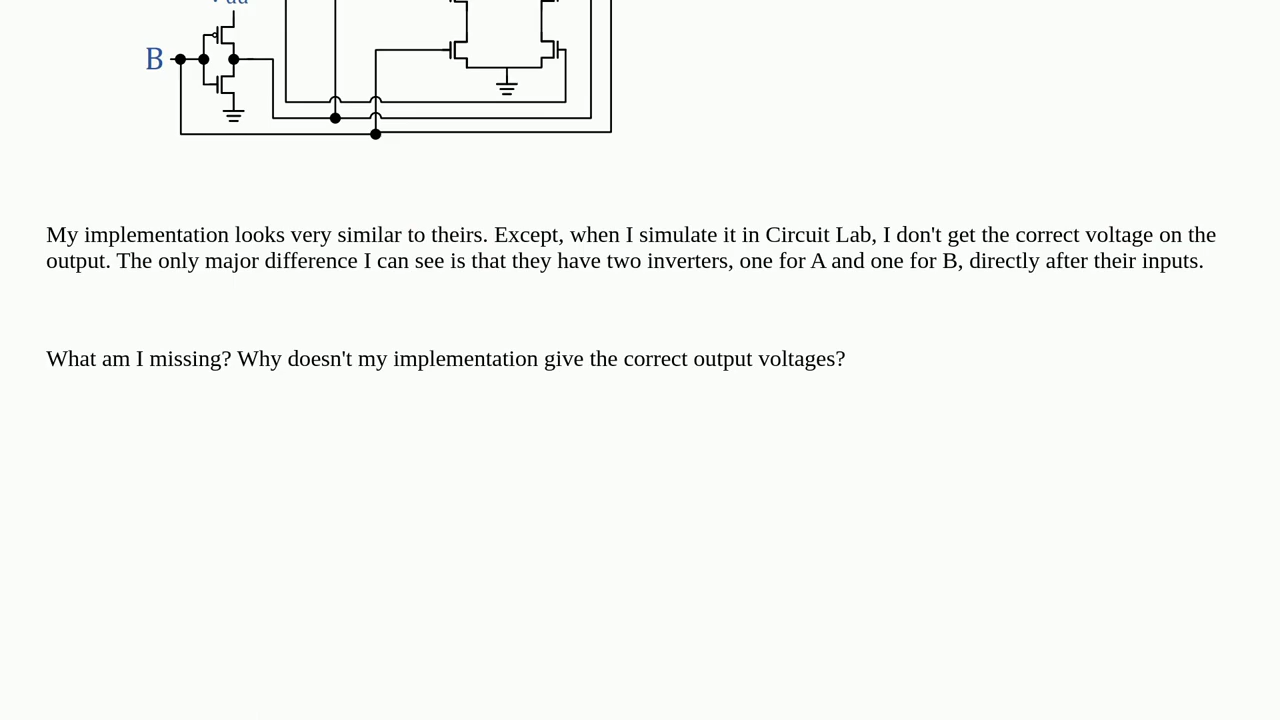 B
My implementation looks very similar to theirs. Except, when I simulate it in Circuit Lab, I don't get the correct voltage on the
output. The only major difference I can see is that they have two inverters, one for A and one for B, directly after their inputs.
What am I missing? Why doesn't my implementation give the correct output voltages?